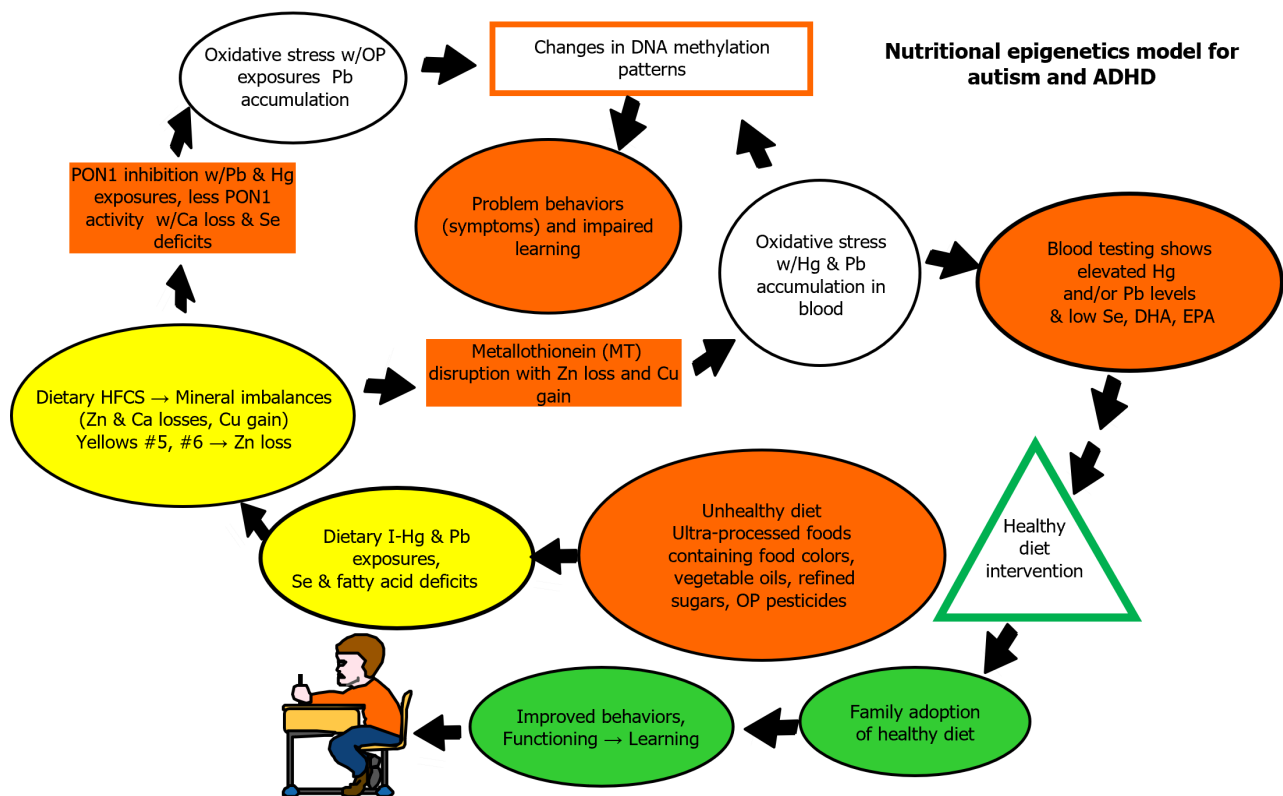 Nutritional epigenetics model for
autism and ADHD
Oxidative stress w/OP
exposures  Pb
accumulation
Changes in DNA methylation
patterns
PON1 inhibition w/Pb & Hg
exposures, less PON1
activity  w/Ca loss & Se
deficits
Problem behaviors
(symptoms) and impaired
learning
Oxidative stress
w/Hg & Pb
accumulation in
blood
Blood testing shows
elevated Hg
and/or Pb levels
& low Se, DHA, EPA
Metallothionein (MT)
disruption with Zn loss and Cu
gain
Dietary HFCS → Mineral imbalances
(Zn & Ca losses, Cu gain)
Yellows #5, #6 → Zn loss
Dietary I-Hg & Pb
exposures,
Se & fatty acid deficits
Unhealthy diet
Ultra-processed foods
containing food colors,
vegetable oils, refined
sugars, OP pesticides
Healthy
diet
intervention
Improved behaviors,
Functioning → Learning
Family adoption
of healthy diet